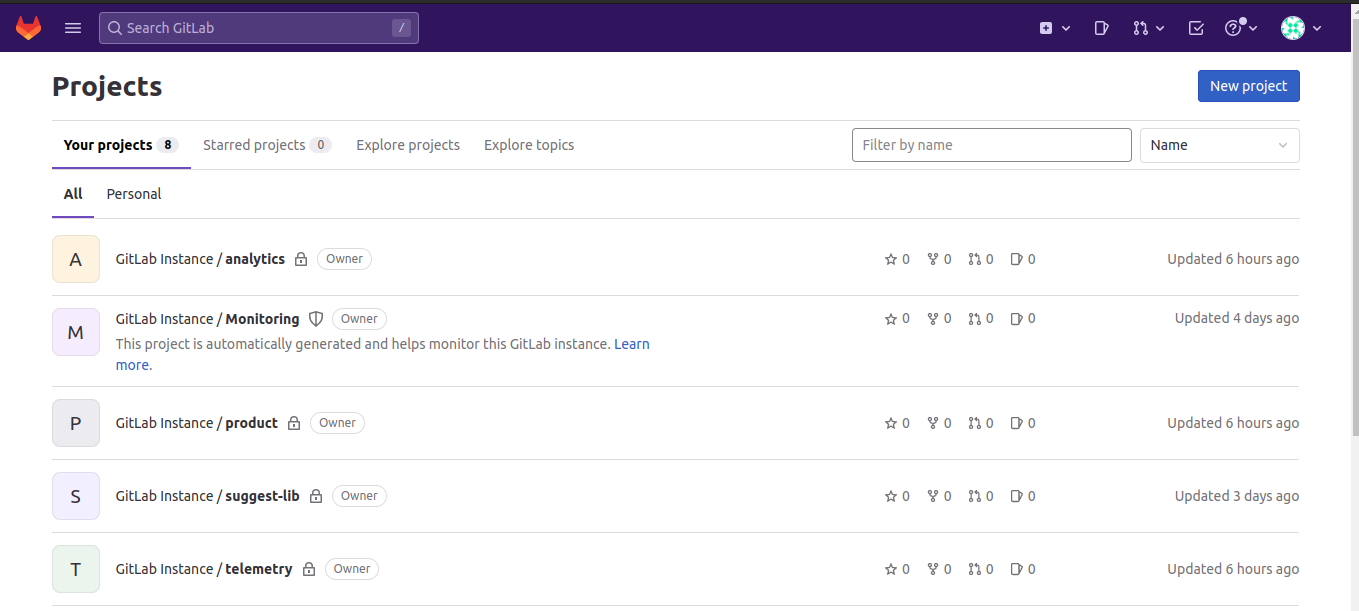 Search GitLab /
Projects
New project
Your projects 8 Starred projects 0 Explore projects Explore topics Filter by name Name
All Personal
A GitLab Instance / analytics Owner 0 0 0 0 Updated 6 hours ago
M GitLab Instance / Monitoring Owner 0 0 0 0 Updated 4 days ago
This project is automatically generated and helps monitor this GitLab instance. Learn
more.
P GitLab Instance / product Owner 0 0 0 0 Updated 6 hours ago
S GitLab Instance / suggest-lib Owner 0 0 0 0 Updated 3 days ago
T GitLab Instance / telemetry Owner 0 0 0 0 Updated 6 hours ago